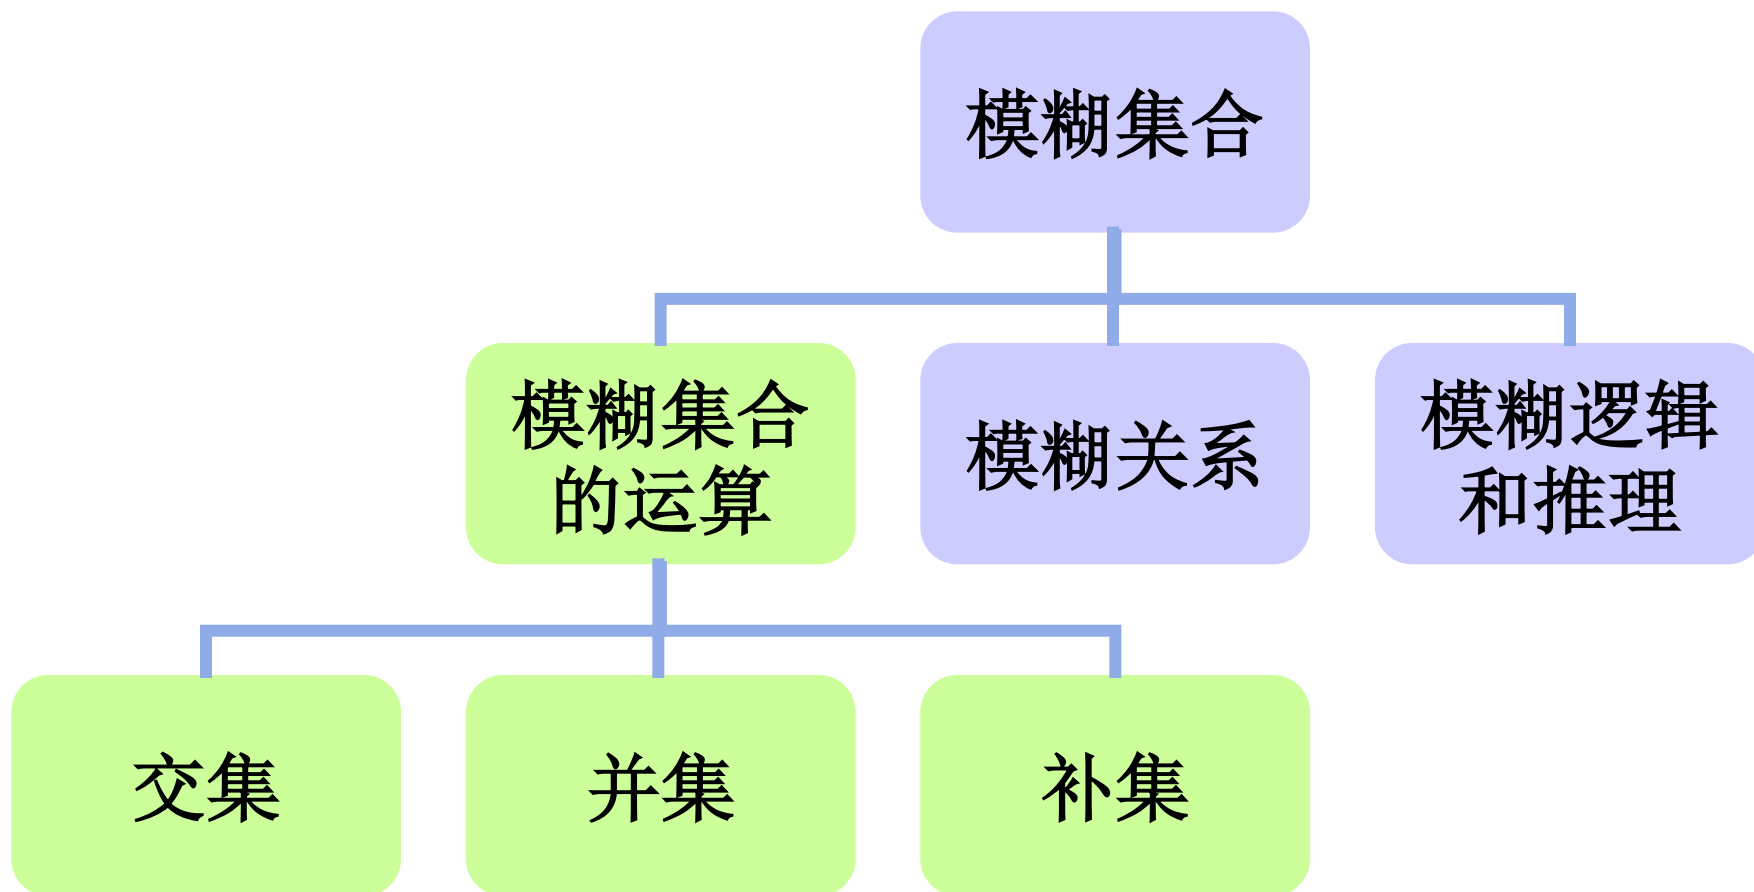 模糊集合
模糊集合
的运算
模糊关系
模糊逻辑
和推理
交集
并集
补集